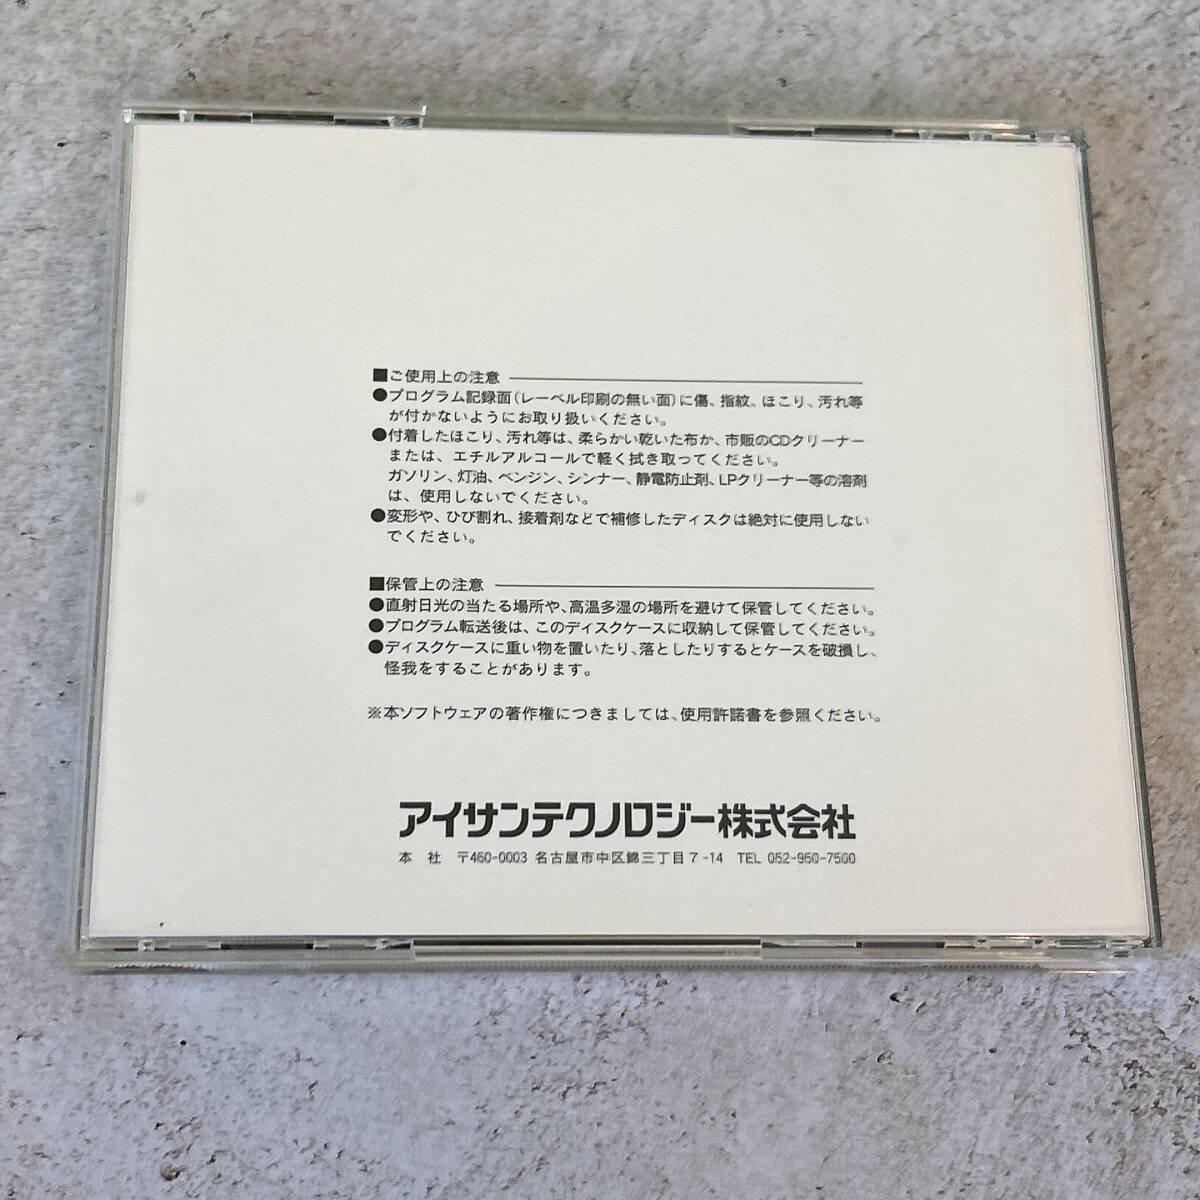 ■ご使用上の注意
●プログラム記録面(レーベル印刷の無い面)に傷、指紋、ほこり、汚れ等
が付かないようにお取り扱いください。
●付着したほこり、汚れ等は、柔らかい乾いた布か、市販のCDクリーナー
または、エチルアルコールで軽く拭き取ってください。
ガソリン、灯油、ベンジン、シンナー、静電防止剤、LPクリーナー等の溶剤
は、使用しないでください。
●変形や、ひび割れ、接着剤などで補修したディスクは絶対に使用しない
でください。
■保管上の注意
●直射日光の当たる場所や、高温多湿の場所を避けて保管してください。
●プログラム転送後は、このディスクケースに収納して保管してください。
●ディスクケースに重い物を置いたり、落としたりするとケースを破損し、
怪我をすることがあります。
※本ソフトウェアの著作権につきましては、使用許諾書を参照ください。
アイサンテクノロジー株式会社
本 社 〒460-0003 名古屋市中区錦三丁目7-14 TEL 052-950-7500